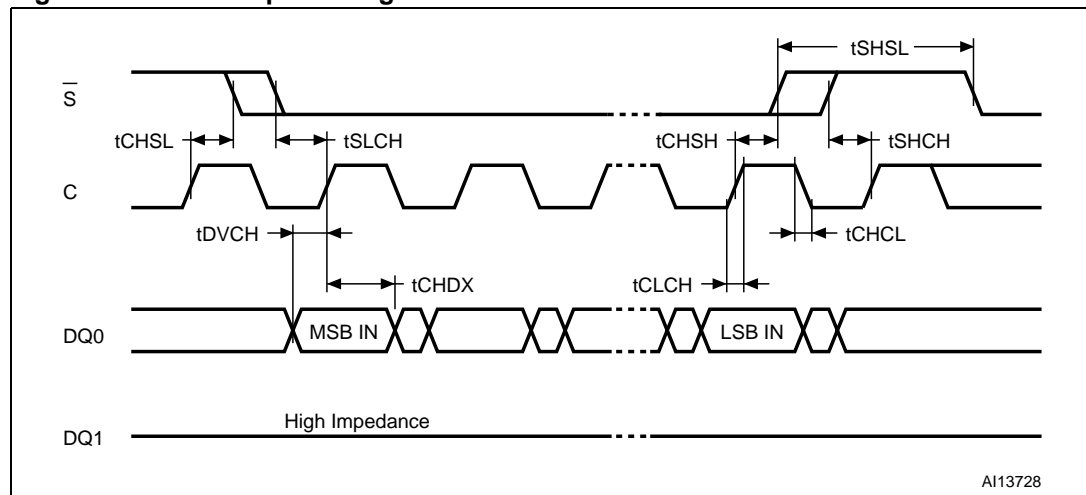 tSHSL
S̅
tCHSL
tSLCH
tCHSH
tSHCH
C
tDVCH
tCHCL
tCHDX
tCLCH
DQ0
MSB IN
LSB IN
High Impedance
DQ1
AI13728